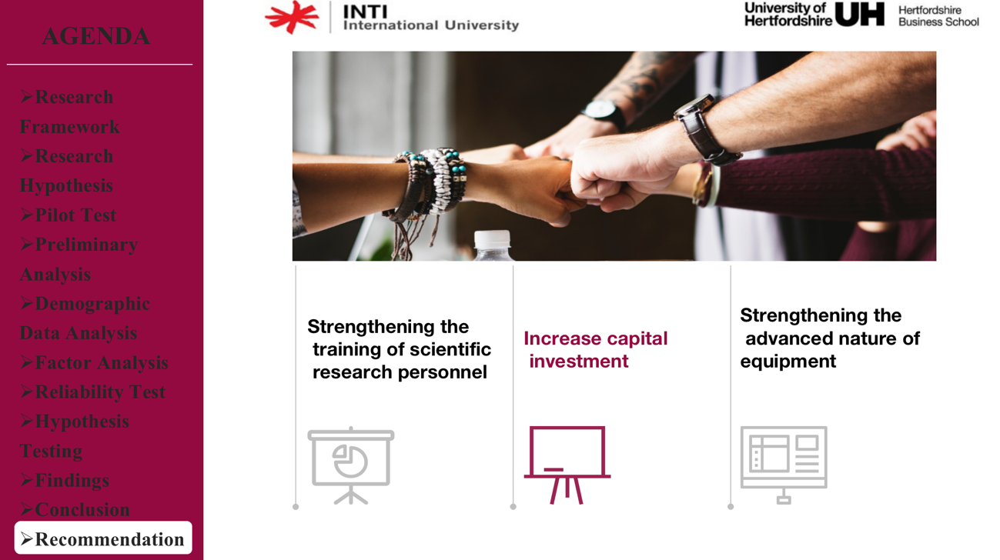 AGENDA
➢Research
Framework
➢Research
Hypothesis
➢Pilot Test
➢Preliminary
Analysis
➢Demographic
Data Analysis
➢Factor Analysis
➢Reliability Test
➢Hypothesis
Testing
➢Findings
➢Conclusion
➢Recommendation
INTI
International University
University of
Hertfordshire
UH
Hertfordshire
Business School
Strengthening the
training of scientific
research personnel
Increase capital
investment
Strengthening the
advanced nature of
equipment